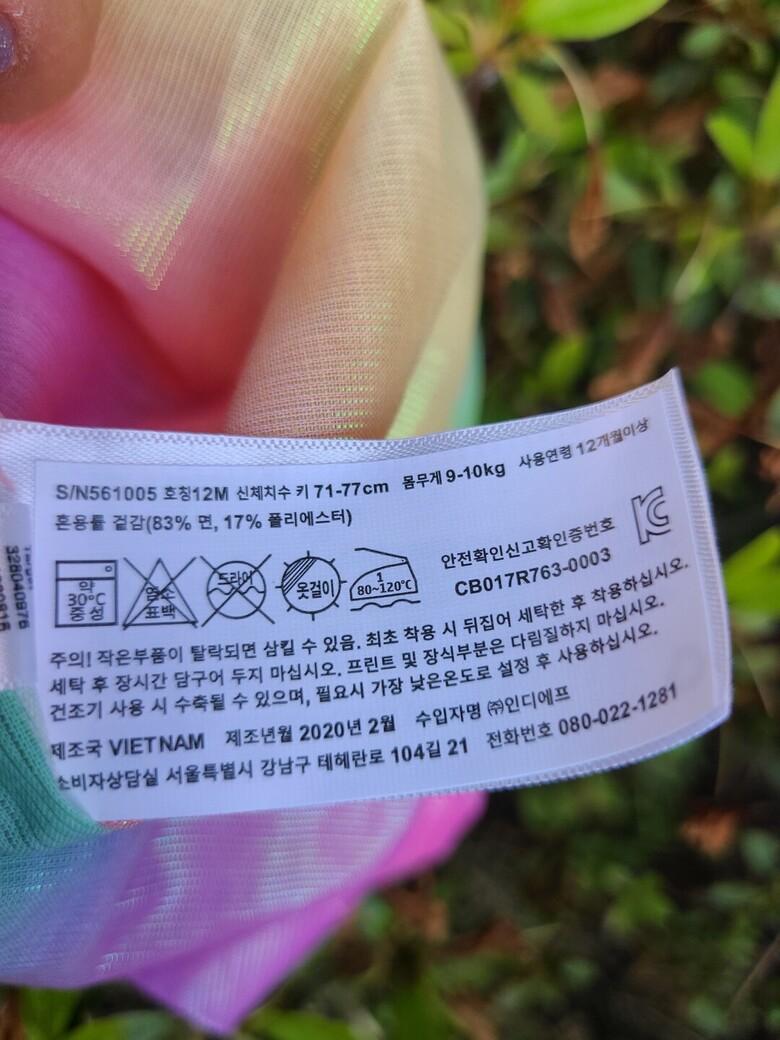 S/N561005 호칭12M 신체치수 키 71-77cm 몸무게 9-10kg 사용연령 12개월이상
혼용률 겉감(83% 면, 17% 폴리에스터)
약 30°C 중성
염소 표백
드라이
옷걸이
1 80~120°C
안전확인신고확인증번호
CB017R763-0003
주의! 작은부품이 탈락되면 삼킬 수 있음. 최초 착용 시 뒤집어 세탁한 후 착용하십시오.
세탁 후 장시간 담구어 두지 마십시오. 프린트 및 장식부분은 다림질하지 마십시오.
건조기 사용 시 수축될 수 있으며, 필요시 가장 낮은온도로 설정 후 사용하십시오.
제조국 VIETNAM 제조년월 2020년 2월 수입자명 ㈜인디에프
소비자상담실 서울특별시 강남구 테헤란로 104길 21 전화번호 080-022-1281